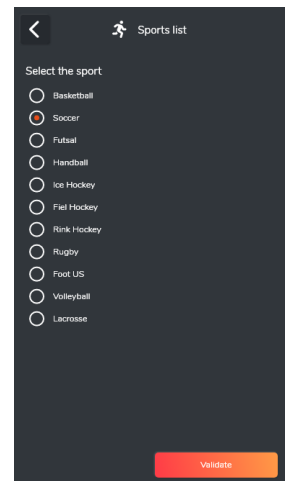 Sports list
Select the sport
Basketball
Soccer
Futsal
Handball
Ice Hockey
Fiel Hockey
Rink Hockey
Rugby
Foot US
Volleyball
Lacrosse
Validate